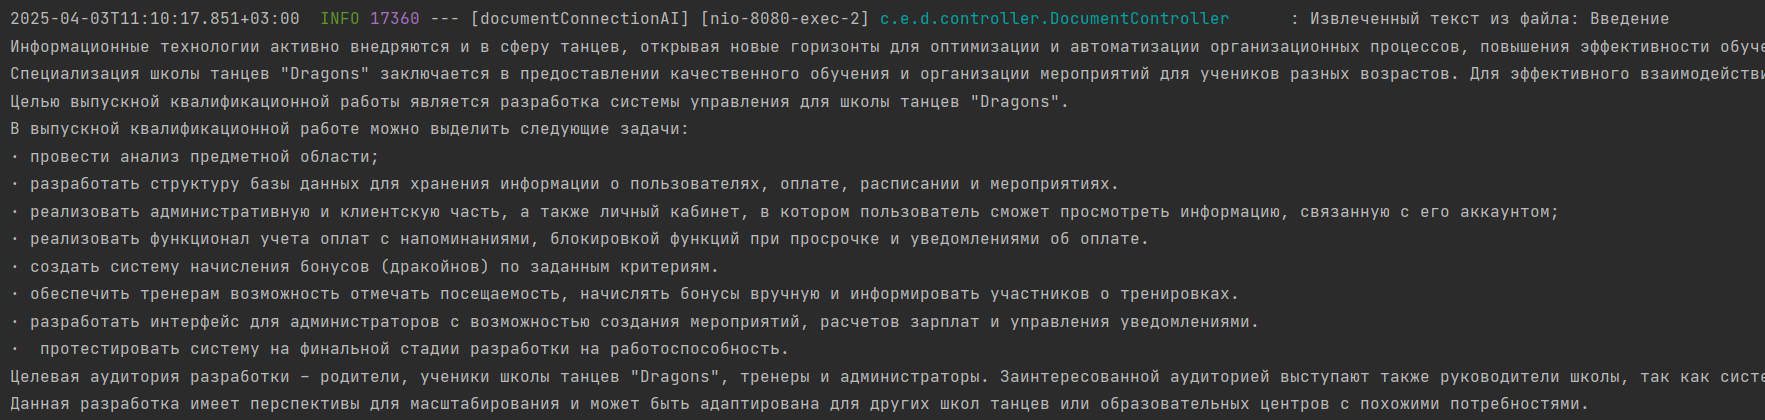 2025-04-03T11:10:17.851+03:00  INFO 17360 --- [documentConnectionAI] [nio-8080-exec-2] c.e.d.controller.DocumentController      : Извлеченный текст из файла: Введение
Информационные технологии активно внедряются и в сферу танцев, открывая новые горизонты для оптимизации и автоматизации организационных процессов, повышения эффективности обуче
Специализация школы танцев "Dragons" заключается в предоставлении качественного обучения и организации мероприятий для учеников разных возрастов. Для эффективного взаимодействи
Целью выпускной квалификационной работы является разработка системы управления для школы танцев "Dragons".
В выпускной квалификационной работе можно выделить следующие задачи:
· провести анализ предметной области;
· разработать структуру базы данных для хранения информации о пользователях, оплате, расписании и мероприятиях.
· реализовать административную и клиентскую часть, а также личный кабинет, в котором пользователь сможет просмотреть информацию, связанную с его аккаунтом;
· реализовать функционал учета оплат с напоминаниями, блокировкой функций при просрочке и уведомлениями об оплате.
· создать систему начисления бонусов (дракойнов) по заданным критериям.
· обеспечить тренерам возможность отмечать посещаемость, начислять бонусы вручную и информировать участников о тренировках.
· разработать интерфейс для администраторов с возможностью создания мероприятий, расчетов зарплат и управления уведомлениями.
·  протестировать систему на финальной стадии разработки на работоспособность.
Целевая аудитория разработки – родители, ученики школы танцев "Dragons", тренеры и администраторы. Заинтересованной аудиторией выступают также руководители школы, так как систе
Данная разработка имеет перспективы для масштабирования и может быть адаптирована для других школ танцев или образовательных центров с похожими потребностями.